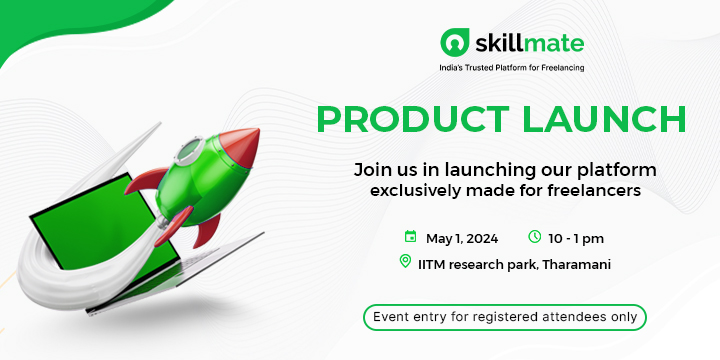 skillmate
India's Trusted Platform for Freelancing
PRODUCT LAUNCH
Join us in launching our platform
exclusively made for freelancers
May 1, 2024 10 - 1 pm
IITM research park, Tharamani
Event entry for registered attendees only